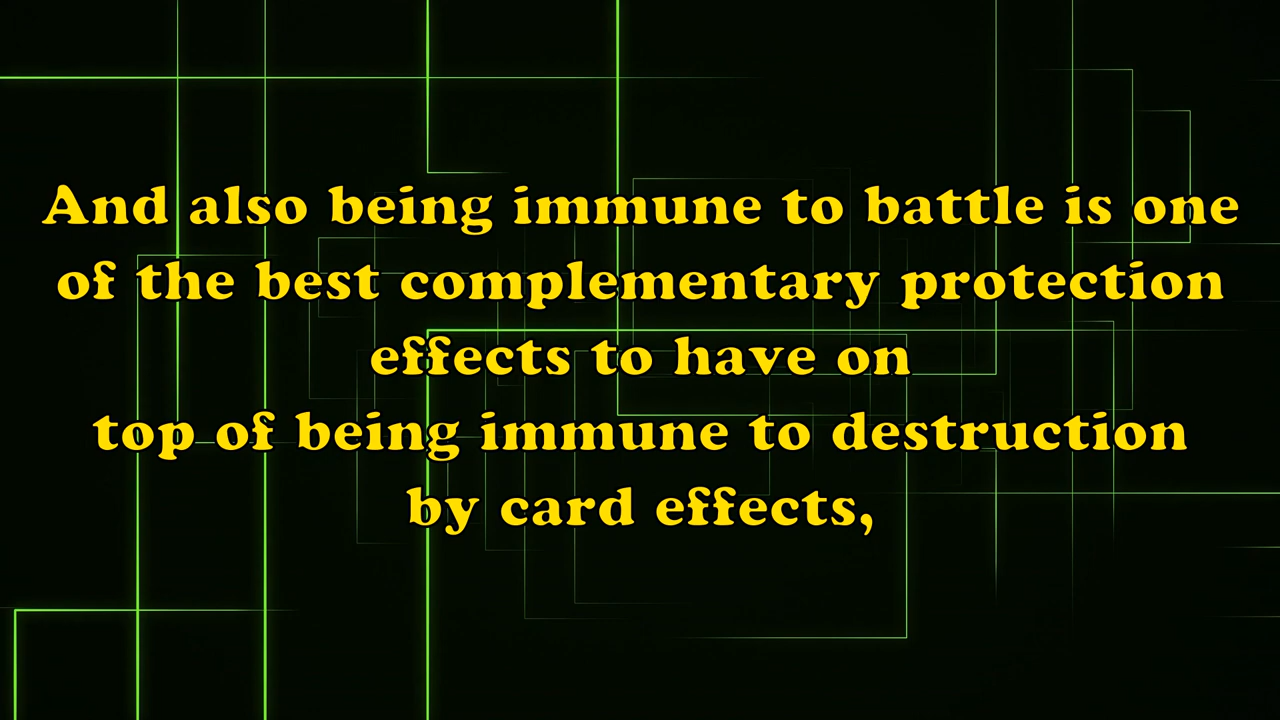 And also being immune to battle is one
of the best complementary protection
effects to have on
top of being immune to destruction
by card effects,